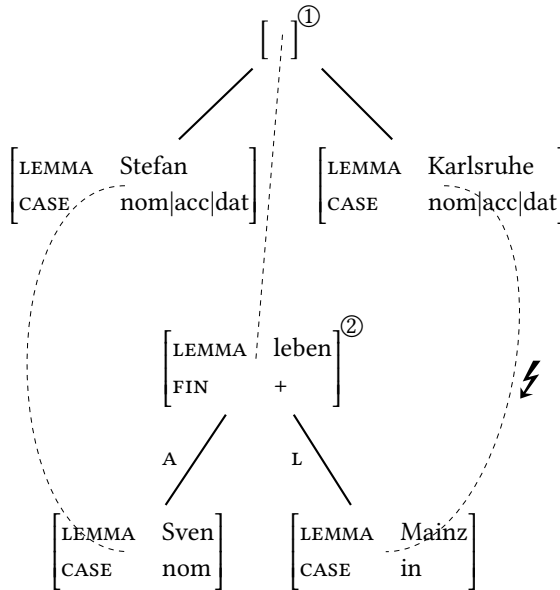 [ ]①
LEMMA Stefan LEMMA Karlsruhe
CASE nom|acc|dat CASE nom|acc|dat
②
LEMMA leben
FIN +
A L
LEMMA Sven LEMMA Mainz
CASE nom CASE in